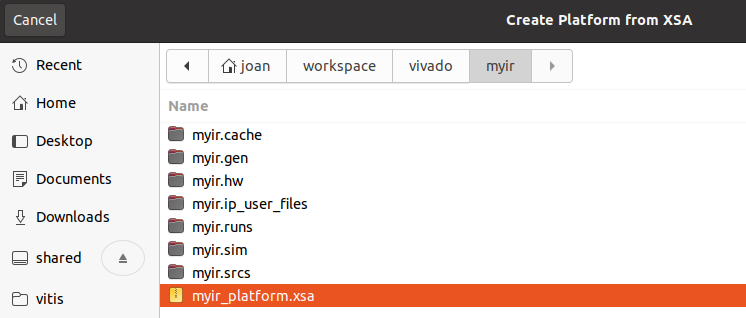 Cancel
Create Platform from XSA
Recent
Home
Desktop
Documents
Downloads
shared
vitis
joan workspace vivado myir
Name
myir.cache
myir.gen
myir.hw
myir.ip_user_files
myir.runs
myir.sim
myir.srcs
myir_platform.xsa